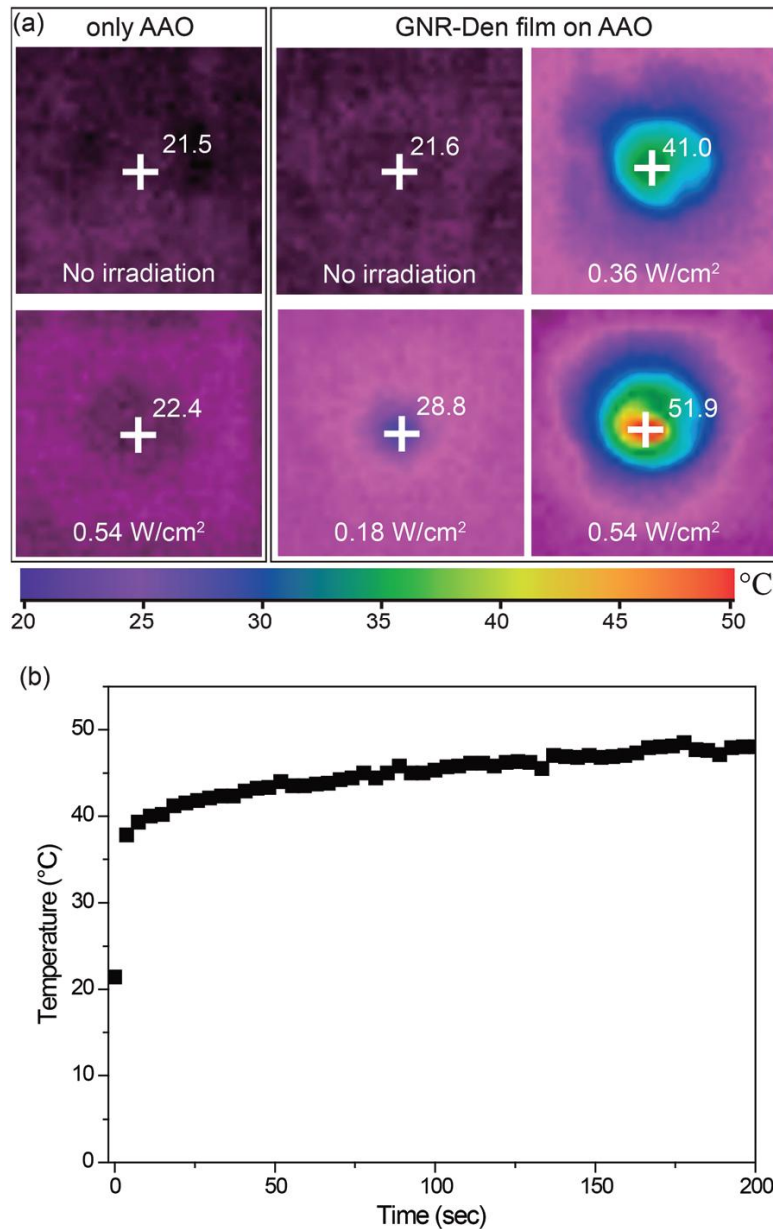 (a)
only AAO
GNR-Den film on AAO
21.5
No irradiation
21.6
No irradiation
41.0
0.36 W/cm²
22.4
0.54 W/cm²
28.8
0.18 W/cm²
51.9
0.54 W/cm²
°C
20 25 30 35 40 45 50
(b)
50
40
30
20
10
0
Temperature (°C)
0 50 100 150 200
Time (sec)